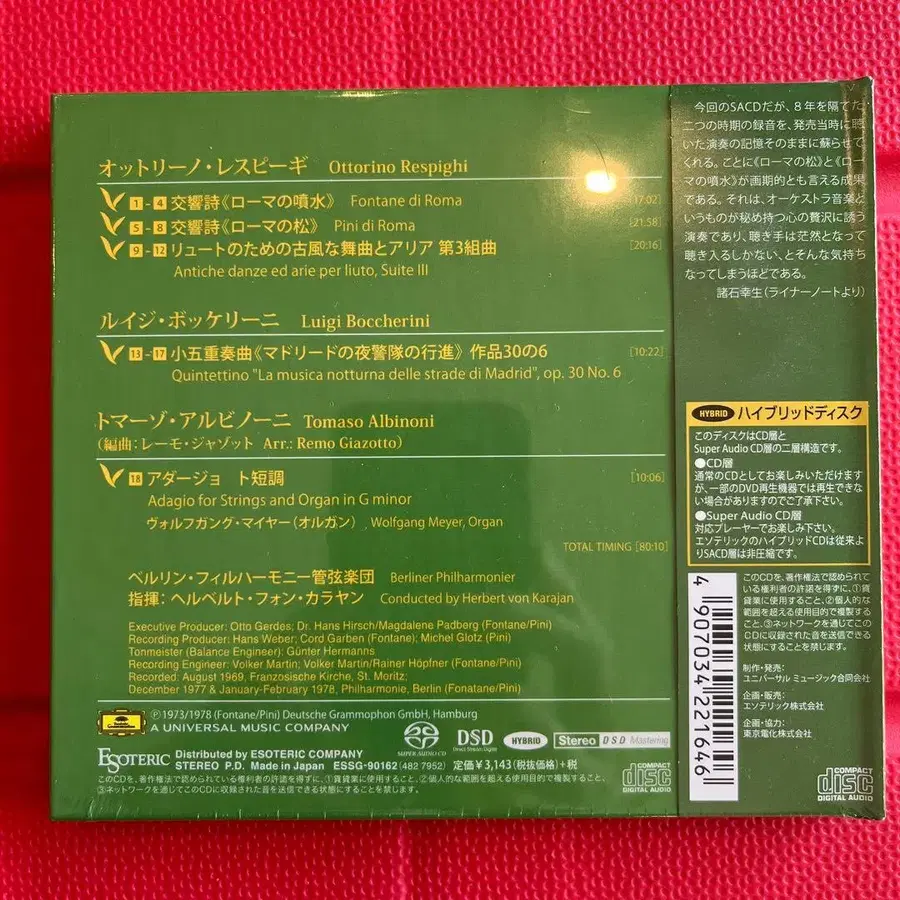 オットリーノ・レスピーギ Ottorino Respighi
1 - 4 交響詩《ローマの噴水》 Fontane di Roma [17:02]
5 - 8 交響詩《ローマの松》 Pini di Roma [21:58]
9 - 12 リュートのための古風な舞曲とアリア 第3組曲 [20:16]
Antiche danze ed arie per liuto, Suite III
ルイジ・ボッケリーニ Luigi Boccherini
13 - 17 小五重奏曲《マドリードの夜警隊の行進》 作品30の6 [10:22]
Quintettino "La musica notturna delle strade di Madrid", op. 30 No. 6
トマーゾ・アルビノーニ Tomaso Albinoni
(編曲:レーモ・ジャゾット Arr.: Remo Giazotto)
18 アダージョ ト短調 [10:06]
Adagio for Strings and Organ in G minor
ヴォルフガング・マイヤー(オルガン) Wolfgang Meyer, Organ
TOTAL TIMING [80:10]
ベルリン・フィルハーモニー管弦楽団 Berliner Philharmonier
指揮:ヘルベルト・フォン・カラヤン Conducted by Herbert von Karajan
Executive Producer: Otto Gerdes; Dr. Hans Hirsch/Magdalene Padberg (Fontane/Pini)
Recording Producer: Hans Weber; Cord Garben (Fontane); Michel Glotz (Pini)
Tonmeister (Balance Engineer): Günter Hermanns
Recording Engineer: Volker Martin; Volker Martin/Rainer Höpfner (Fontane/Pini)
Recorded: August 1969, Französische Kirche, St. Moritz;
December 1977 & January-February 1978, Philharmonie, Berlin (Fonatane/Pini)
Ⓟ 1973/1978 (Fontane/Pini) Deutsche Grammophon GmbH, Hamburg
A UNIVERSAL MUSIC COMPANY
SUPER AUDIO CD
DSD
Direct Stream Digital
HYBRID
Stereo DSD Mastering
ESOTERIC
Distributed by ESOTERIC COMPANY
STEREO P.D. Made in Japan ESSG-90162 (482 7952)
定価¥3,143(税抜価格)+税
このCDを、著作権法で認められている権利者の許諾を得ずに、①賃貸業に使用すること、②個人的な範囲を超える使用目的で複製すること、
③ネットワークを通じてこのCDに収録された音を送信できる状態にすることを禁じます。
COMPACT
disc
DIGITAL AUDIO
今回のSACDだが、8年を隔てた
二つの時期の録音を、発売当時に聴
いた演奏の記憶そのままに蘇らせて
くれる。ことに《ローマの松》と《ロー
マの噴水》が画期的とも言える成果
である。それは、オーケストラ音楽と
いうものが秘め持つ心の贅沢に誘う
演奏であり、聴き手は茫然となって
聴き入るしかない、とそんな気持ち
なってしまうほどである。
諸石幸生(ライナーノートより)
HYBRID ハイブリッドディスク
このディスクはCD層と
Super Audio CD層の二層構造です。
●CD層
通常のCDとしてお楽しみいただけます
が、一部のDVD再生機器では再生できな
い場合がありますのでご了承下さい。
●Super Audio CD層
対応プレーヤーでお楽しみ下さい。
エソテリックのハイブリッドCDは従来よ
りSACD層は非圧縮です。
4 907034 221646
このCDを、著作権法で認められて
いる権利者の許諾を得ずに、①賃
貸業に使用すること、②個人的な
範囲を超える使用目的で複製すること、
③ネットワークを通じてこの
CDに収録された音を送信できる
状態にすることを禁じます。
制作・発売:
ユニバーサル ミュージック合同会社
企画・販売:
エソテリック株式会社
企画・協力:
東京電化株式会社
COMPACT
disc
DIGITAL AUDIO